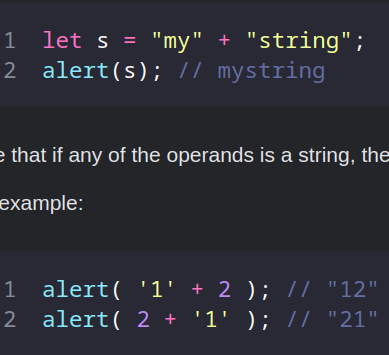 1 let s = "my" + "string";
2 alert(s); // mystring
e that if any of the operands is a string, the
example:
1 alert( '1' + 2 ); // "12"
2 alert( 2 + '1' ); // "21"